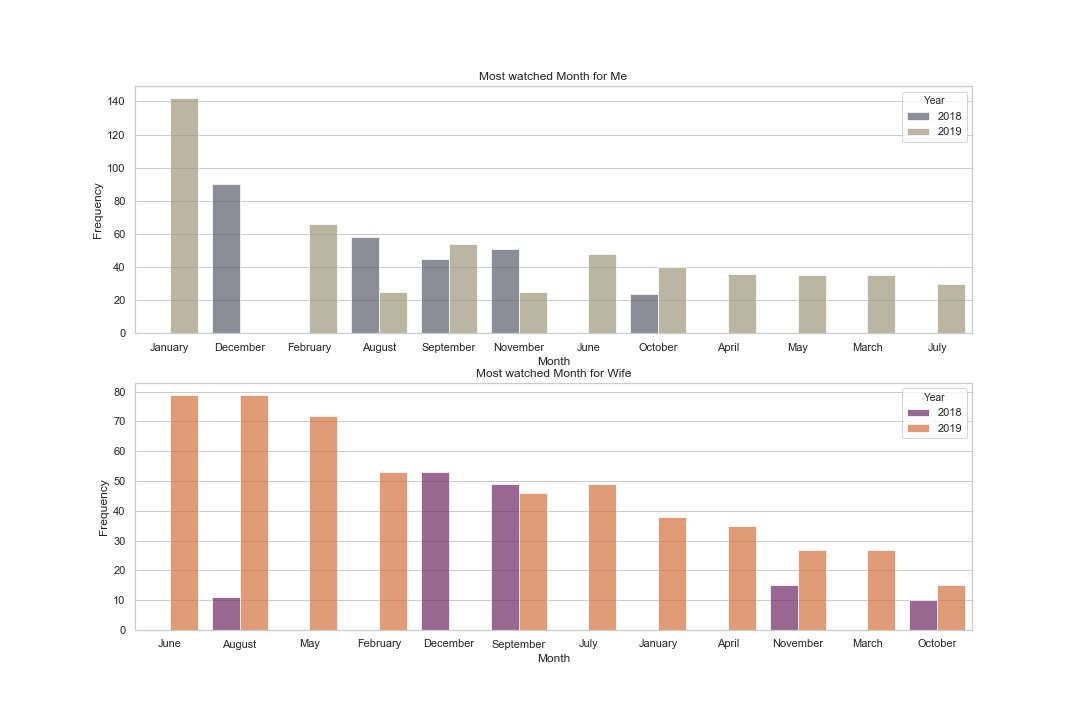 Most watched Month for Me
Year
2018
2019
140
120
100
80
60
40
20
0
Frequency
January December February August September November June October April May March July
Month
Most watched Month for Wife
Year
2018
2019
80
70
60
50
40
30
20
10
0
Frequency
June August May February December September July January April November March October
Month